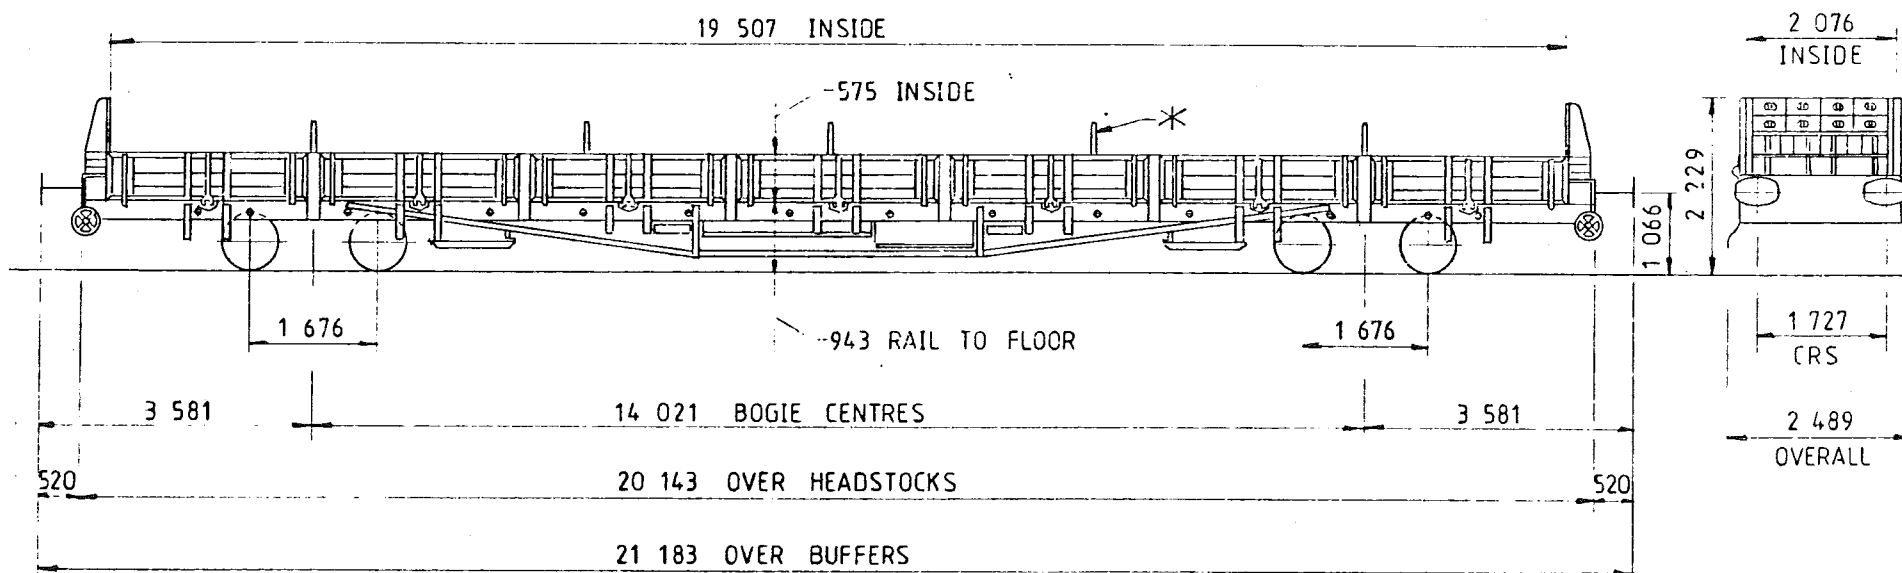 19 507 INSIDE
2 076
INSIDE
575 INSIDE
2 229
1 066
1 676
943 RAIL TO FLOOR
1 676
1 727
CRS
3 581
14 021 BOGIE CENTRES
3 581
2 489
OVERALL
520
20 143 OVER HEADSTOCKS
520
21 183 OVER BUFFERS